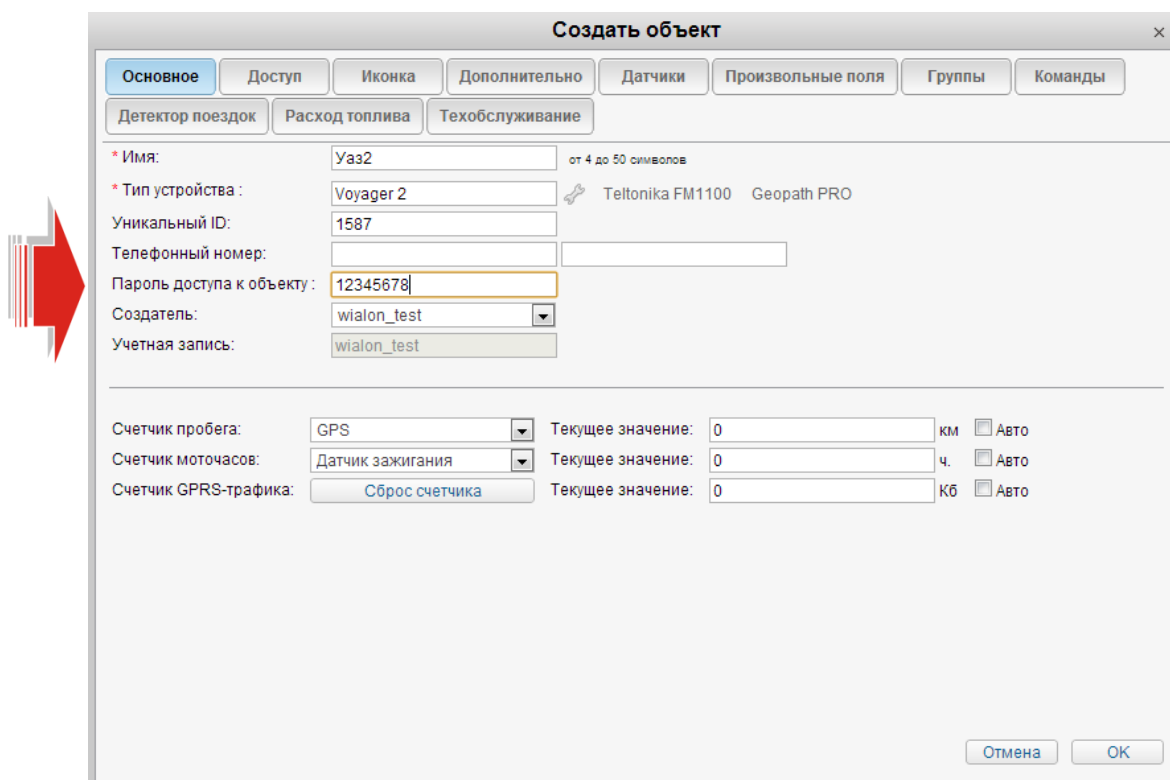 Создать объект ×
Основное Доступ Иконка Дополнительно Датчики Произвольные поля Группы Команды
Детектор поездок Расход топлива Техобслуживание
* Имя: Уаз2 от 4 до 50 символов
* Тип устройства : Voyager 2 Teltonika FM1100 Geopath PRO
Уникальный ID: 1587
Телефонный номер:
Пароль доступа к объекту : 12345678
Создатель: wialon_test
Учетная запись: wialon_test
Счетчик пробега: GPS Текущее значение: 0 км Авто
Счетчик моточасов: Датчик зажигания Текущее значение: 0 ч. Авто
Счетчик GPRS-трафика: Сброс счетчика Текущее значение: 0 Кб Авто
Отмена OK